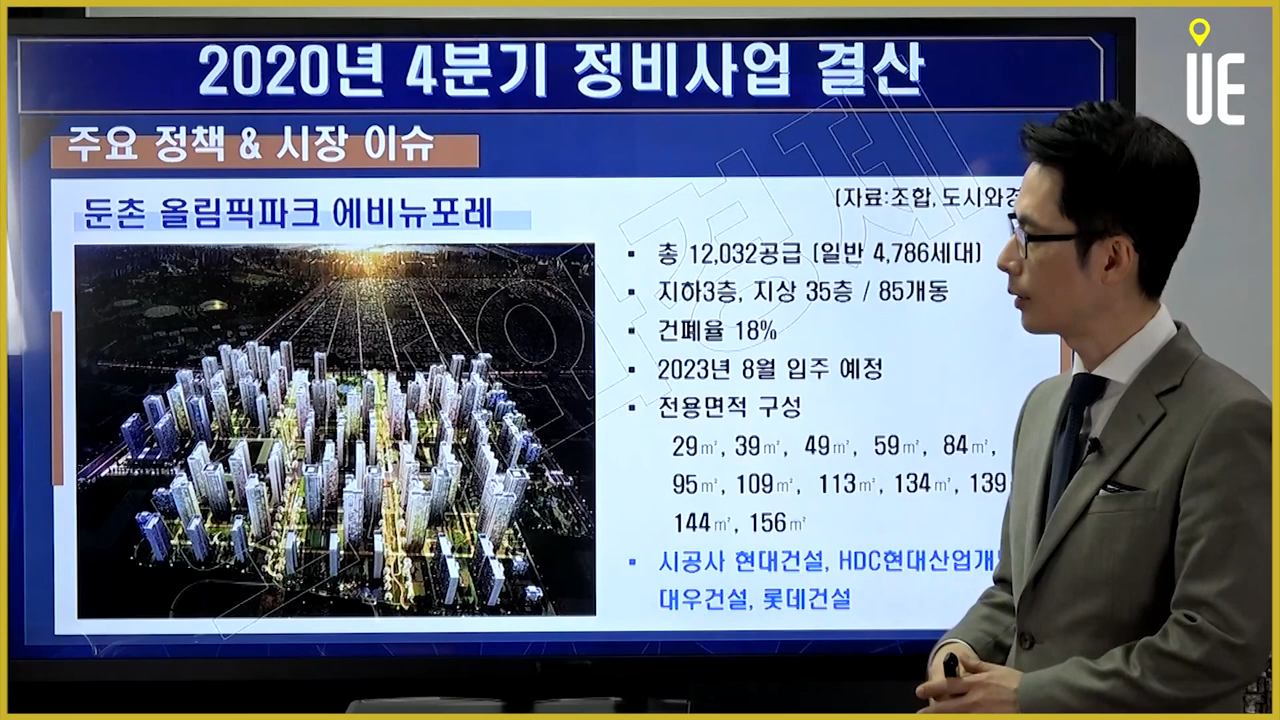 UE
2020년 4분기 정비사업 결산
주요 정책 & 시장 이슈
(자료:조합, 도시와경
둔촌 올림픽파크 에비뉴포레
▪ 총 12,032공급 (일반 4,786세대)
▪ 지하3층, 지상 35층 / 85개동
▪ 건폐율 18%
▪ 2023년 8월 입주 예정
▪ 전용면적 구성
29㎡, 39㎡, 49㎡, 59㎡, 84㎡,
95㎡, 109㎡, 113㎡, 134㎡, 139
144㎡, 156㎡
▪ 시공사 현대건설, HDC현대산업개
대우건설, 롯데건설